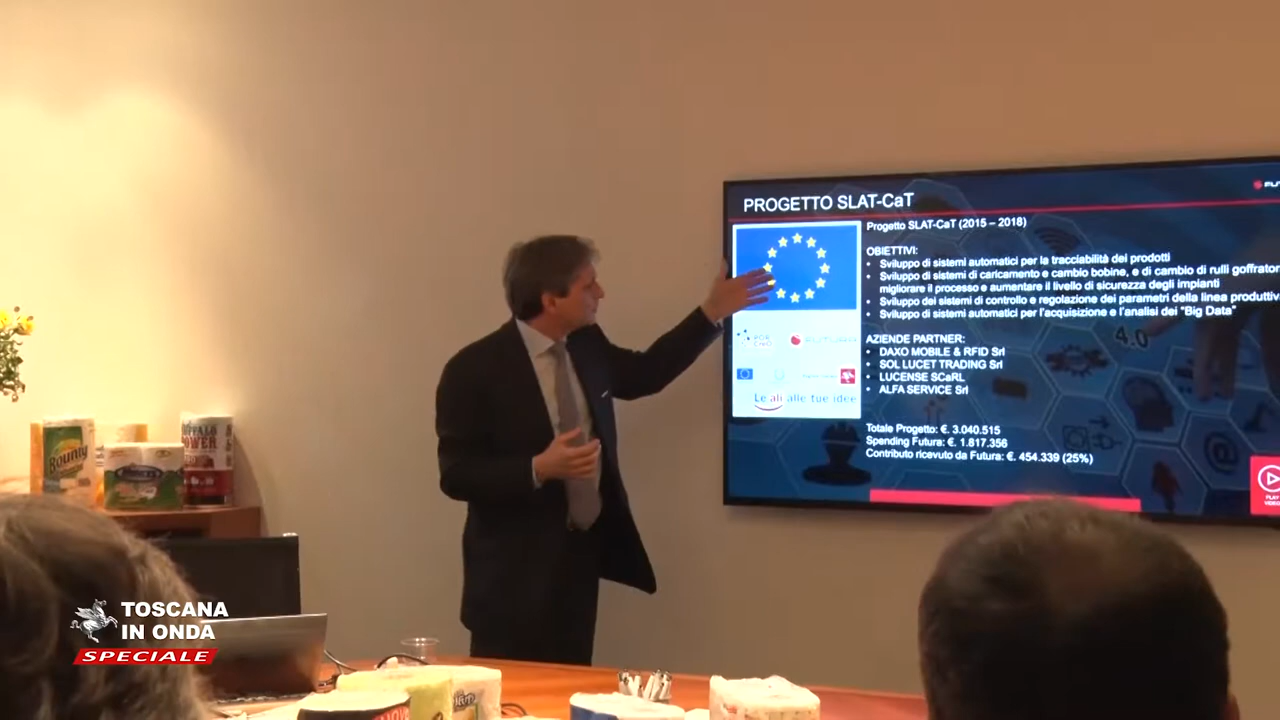 PROGETTO SLAT-CaT
Progetto SLAT-CaT (2015 – 2018)
OBIETTIVI:
• Sviluppo di sistemi automatici per la tracciabilità dei prodotti
• Sviluppo di sistemi di caricamento e cambio bobine, e di cambio di rulli goffrator
migliorare il processo e aumentare il livello di sicurezza degli impianti
• Sviluppo dei sistemi di controllo e regolazione dei parametri della linea produttiva
• Sviluppo di sistemi automatici per l'acquisizione e l'analisi dei "Big Data"
4.0
AZIENDE PARTNER:
• DAXO MOBILE & RFID Srl
• SOL LUCET TRADING Srl
• LUCENSE SCaRL
• ALFA SERVICE Srl
FUTURA
Le ali alle tue idee
Totale Progetto: €. 3.040.515
Spending Futura: €. 1.817.356
Contributo ricevuto da Futura: €. 454.339 (25%)
PLAY
VIDEO
Bounty
POWER
TOSCANA
IN ONDA
SPECIALE